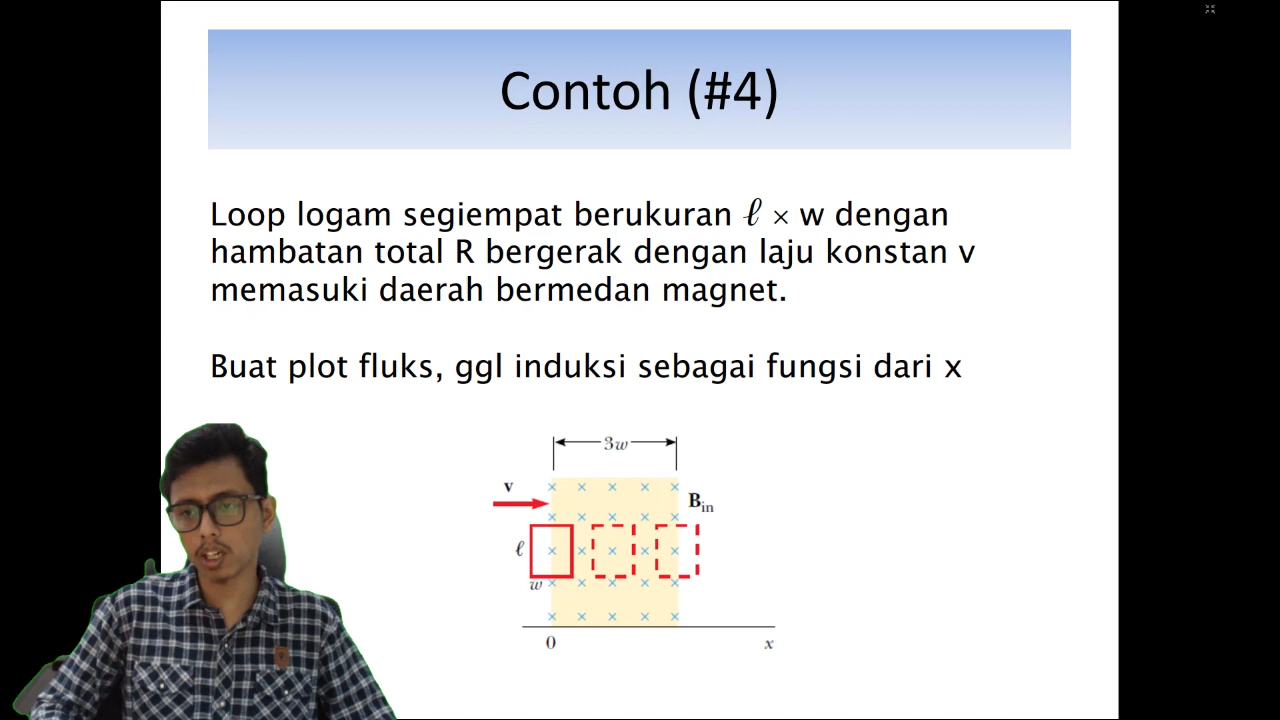 Contoh (#4)
Loop logam segiempat berukuran ℓ × w dengan
hambatan total R bergerak dengan laju konstan v
memasuki daerah bermedan magnet.
Buat plot fluks, ggl induksi sebagai fungsi dari x
3w
v
B_in
ℓ
w
0
x